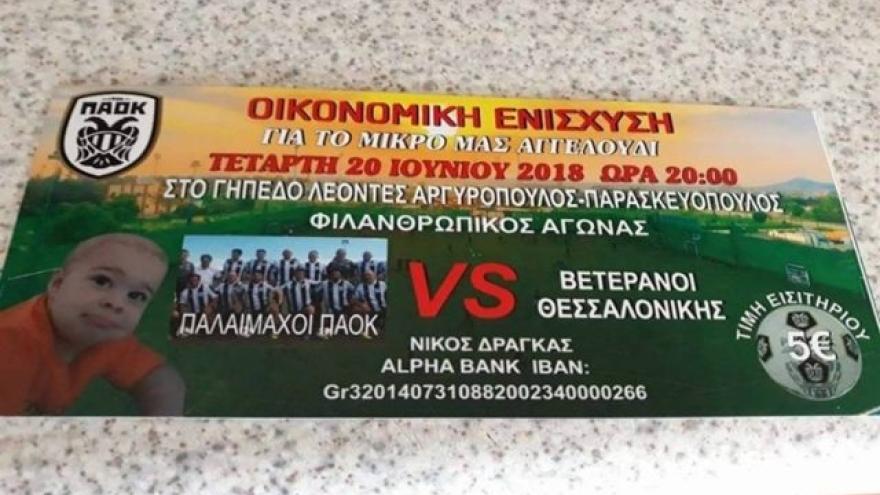 ΠΑΟΚ
ΟΙΚΟΝΟΜΙΚΗ ΕΝΙΣΧΥΣΗ
ΓΙΑ ΤΟ ΜΙΚΡΟ ΜΑΣ ΑΓΓΕΛΟΥΔΙ
ΤΕΤΑΡΤΗ 20 ΙΟΥΝΙΟΥ 2018 ΩΡΑ 20:00
ΣΤΟ ΓΗΠΕΔΟ ΛΕΟΝΤΕΣ ΑΡΓΥΡΟΠΟΥΛΟΣ-ΠΑΡΑΣΚΕΥΟΠΟΥΛΟΣ
ΦΙΛΑΝΘΡΩΠΙΚΟΣ ΑΓΩΝΑΣ
ΠΑΛΑΙΜΑΧΟΙ ΠΑΟΚ
VS
ΒΕΤΕΡΑΝΟΙ
ΘΕΣΣΑΛΟΝΙΚΗΣ
ΤΙΜΗ ΕΙΣΙΤΗΡΙΟΥ
5€
ΝΙΚΟΣ ΔΡΑΓΚΑΣ
ALPHA BANK IBAN:
Gr3201407310882002340000266